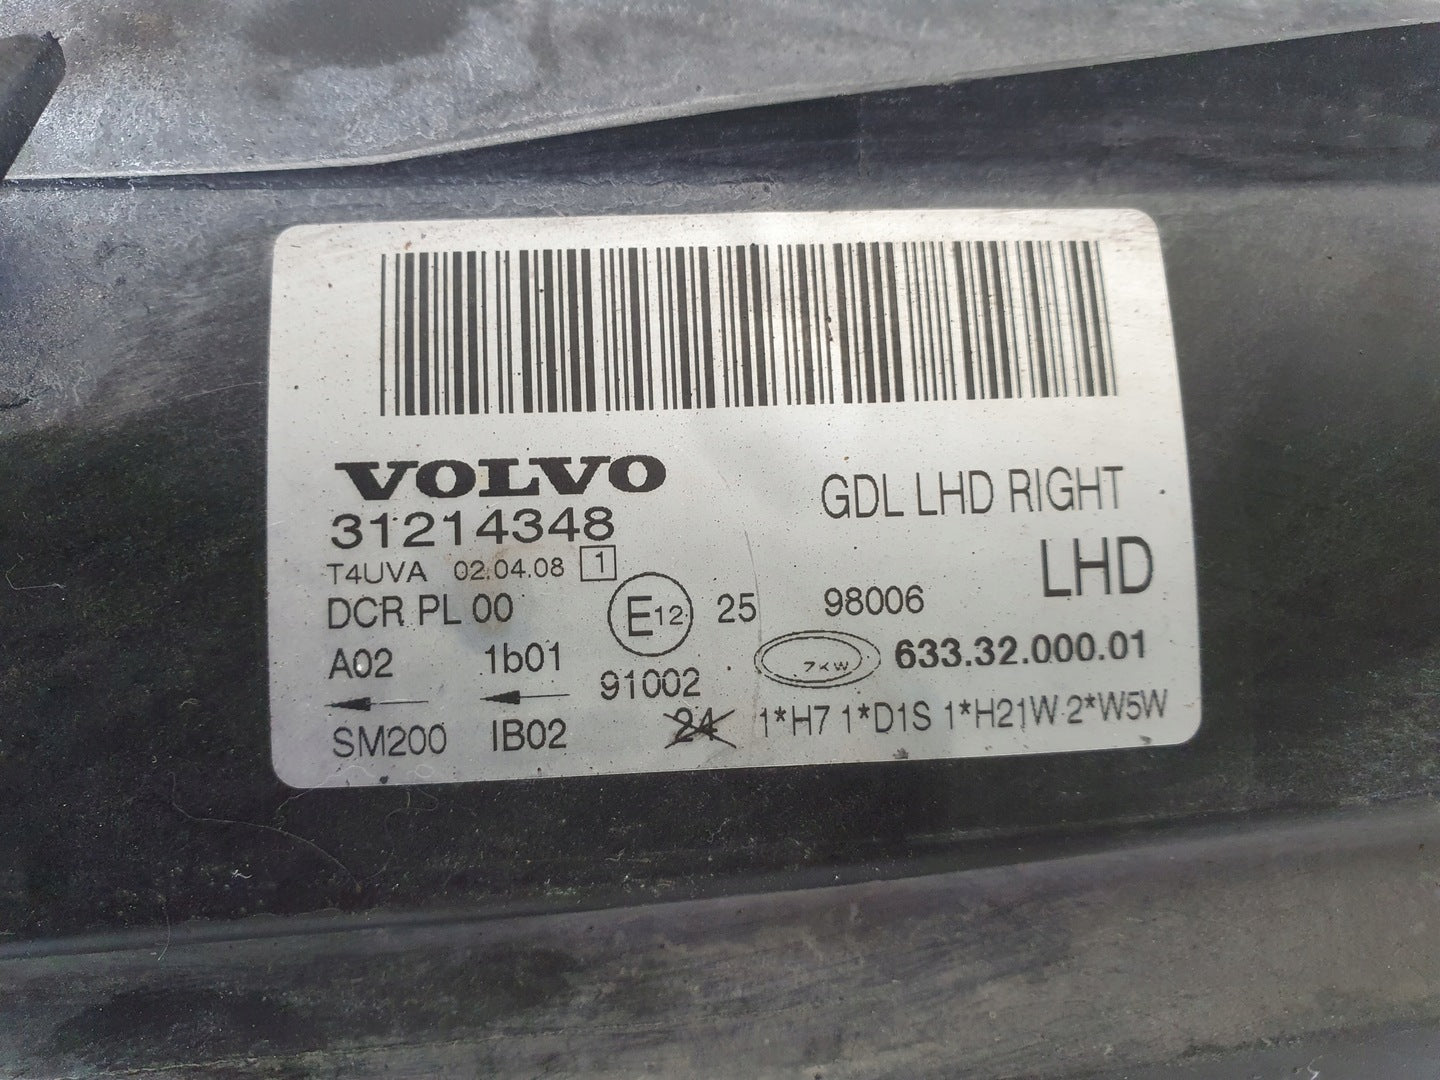 VOLVO
31214348
GDL LHD RIGHT
T4UVA 02.04.08 1
LHD
DCR PL 00
E12 25
98006
A02 1b01
91002
ZKW 633.32.000.01
SM200 IB02
24 1*H7 1*D1S 1*H21W 2*W5W